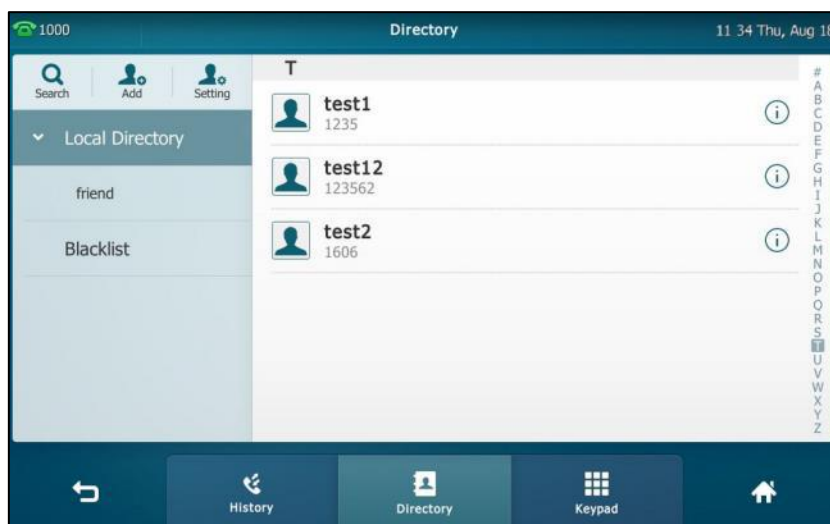 1000
Directory
11 34 Thu, Aug 18
Search
Add
Setting
Local Directory
friend
Blacklist
T
test1
1235
test12
123562
test2
1606
#
A
B
C
D
E
F
G
H
I
J
K
L
M
N
O
P
Q
R
S
T
U
V
W
X
Y
Z
History
Directory
Keypad